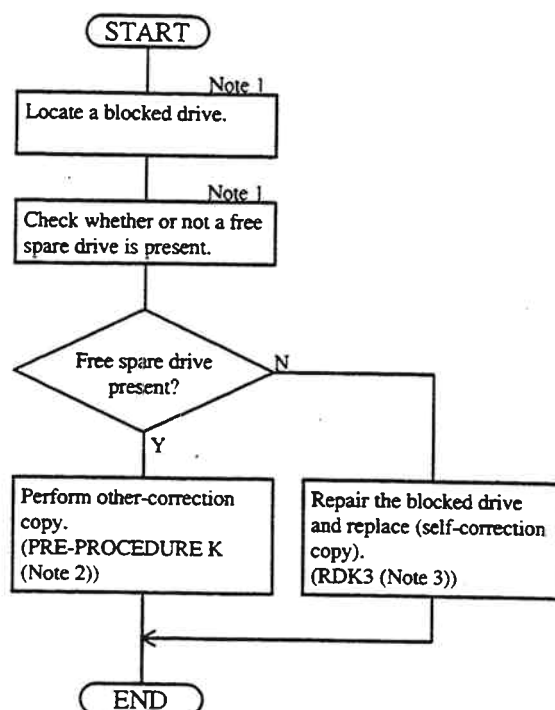 START
Note 1
Locate a blocked drive.
Note 1
Check whether or not a free
spare drive is present.
Free spare drive
present?
N
Y
Perform other-correction
copy.
(PRE-PROCEDURE K
(Note 2))
Repair the blocked drive
and replace (self-correction
copy).
(RDK3 (Note 3))
END